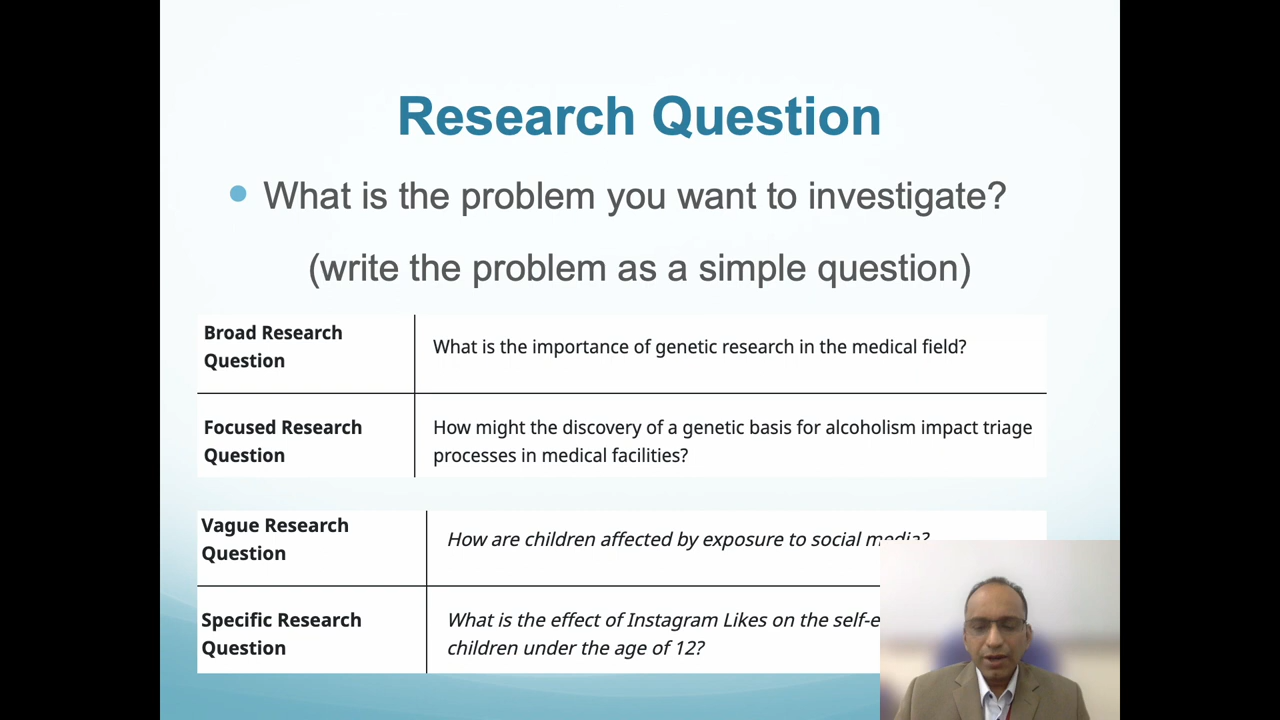 Research Question
What is the problem you want to investigate?
(write the problem as a simple question)
Broad Research
Question
What is the importance of genetic research in the medical field?
Focused Research
Question
How might the discovery of a genetic basis for alcoholism impact triage
processes in medical facilities?
Vague Research
Question
How are children affected by exposure to social media?
Specific Research
Question
What is the effect of Instagram Likes on the
children under the age of 12?